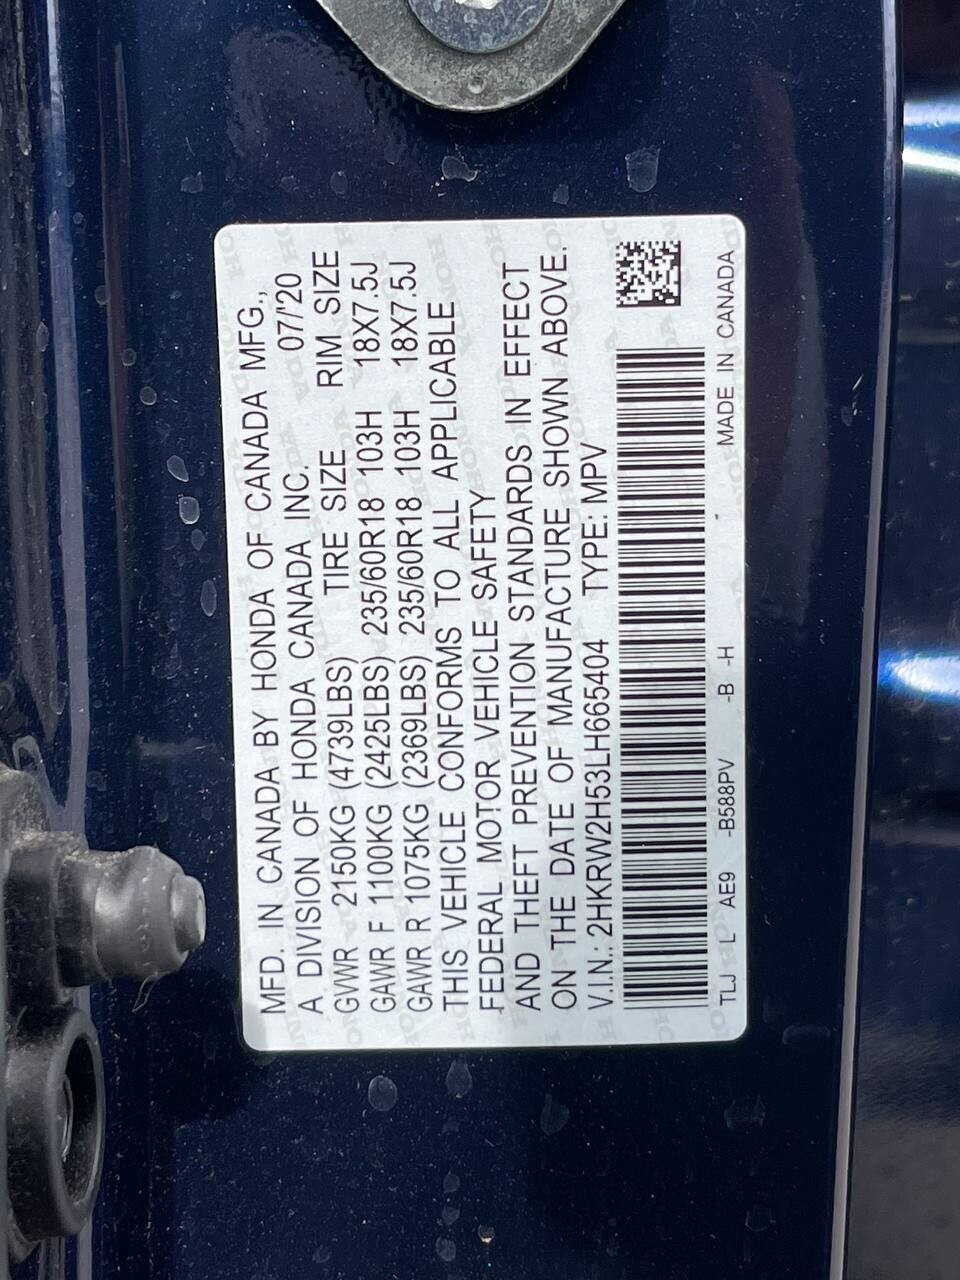 MFD. IN CANADA BY HONDA OF CANADA MFG.,
A DIVISION OF HONDA CANADA INC. 07/'20
GVWR 2150KG (4739LBS) TIRE SIZE RIM SIZE
GAWR F 1100KG (2425LBS) 235/60R18 103H 18X7.5J
GAWR R 1075KG (2369LBS) 235/60R18 103H 18X7.5J
THIS VEHICLE CONFORMS TO ALL APPLICABLE
FEDERAL MOTOR VEHICLE SAFETY
AND THEFT PREVENTION STANDARDS IN EFFECT
ON THE DATE OF MANUFACTURE SHOWN ABOVE.
V.I.N.: 2HKRW2H53LH665404 TYPE: MPV
TLJ L AE9 -B588PV -B -H MADE IN CANADA